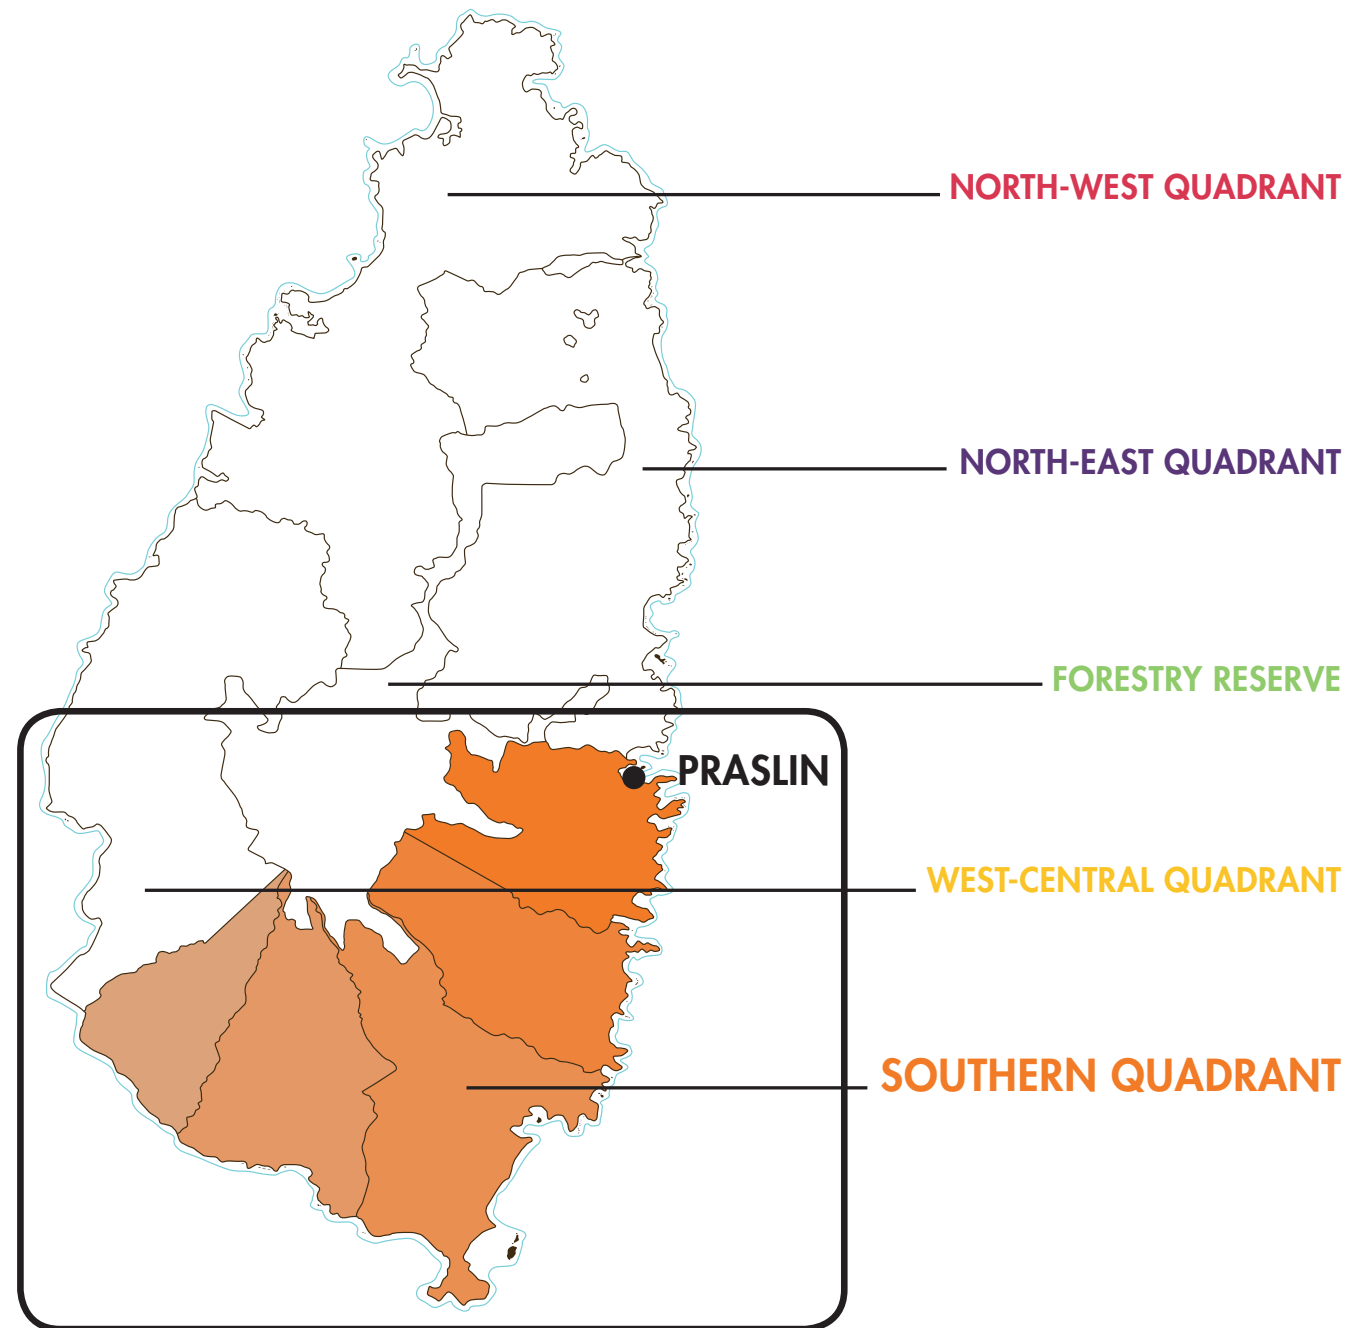 NORTH-WEST QUADRANT
NORTH-EAST QUADRANT
FORESTRY RESERVE
PRASLIN
WEST-CENTRAL QUADRANT
SOUTHERN QUADRANT